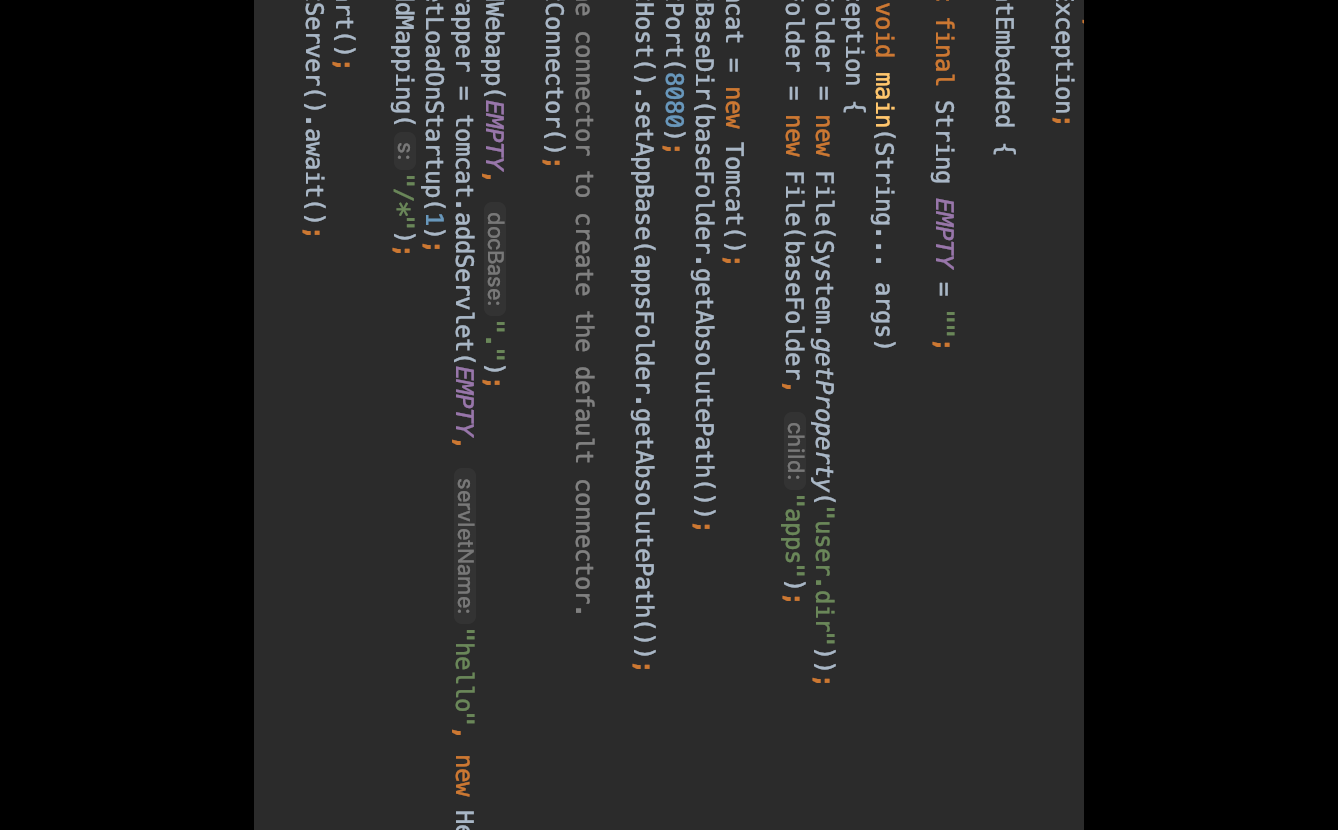 xception;
tEmbedded {
final String EMPTY = "";
void main(String... args)
eption {
older = new File(System.getProperty("user.dir"));
older = new File(baseFolder, child: "apps");
cat = new Tomcat();
BaseDir(baseFolder.getAbsolutePath());
Port(8080);
Host().setAppBase(appsFolder.getAbsolutePath());
e connector to create the default connector.
Connector();
Webapp(EMPTY, docBase: ".");
apper = tomcat.addServlet(EMPTY, servletName: "hello", new He
tLoadOnStartup(1);
dMapping( s: "/*");
rt();
Server().await();